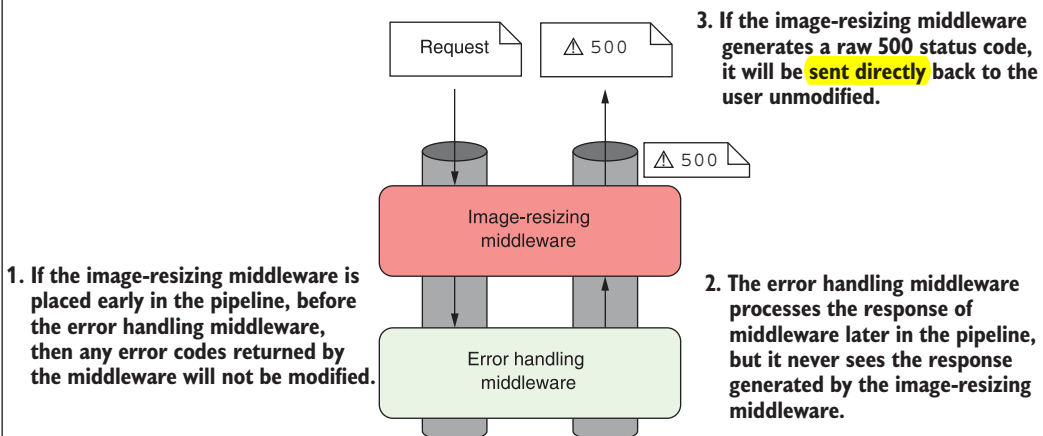 Request
⚠ 500
3. If the image-resizing middleware
generates a raw 500 status code,
it will be sent directly back to the
user unmodified.
⚠ 500
Image-resizing
middleware
1. If the image-resizing middleware is
placed early in the pipeline, before
the error handling middleware,
then any error codes returned by
the middleware will not be modified.
2. The error handling middleware
processes the response of
middleware later in the pipeline,
but it never sees the response
generated by the image-resizing
middleware.
Error handling
middleware